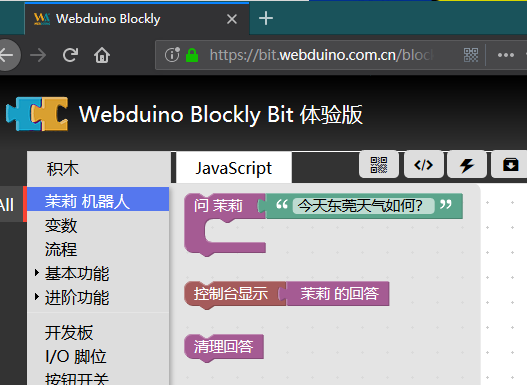 Webduino Blockly
https://bit.webduino.com.cn/block
Webduino Blockly Bit 体验版
积木
JavaScript
All
茉莉 机器人
变数
流程
基本功能
进阶功能
开发板
I/O 脚位
按钮开关
问 茉莉 “ 今天东莞天气如何? ”
控制台显示 茉莉 的回答
清理回答